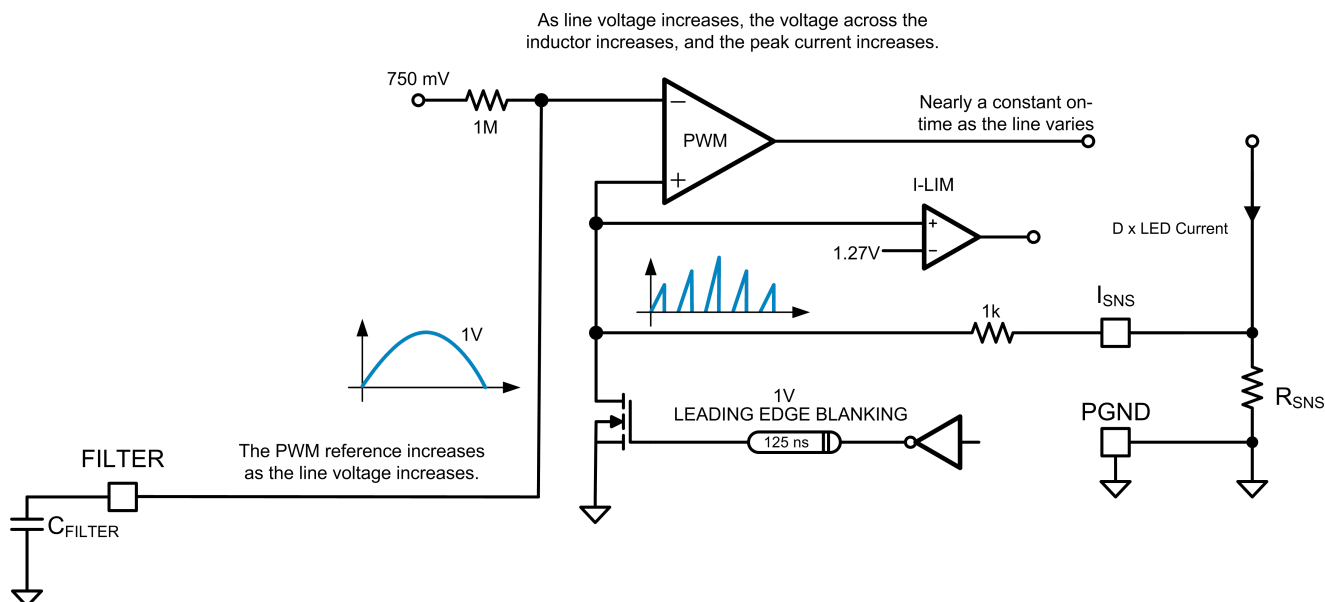 As line voltage increases, the voltage across the
inductor increases, and the peak current increases.
750 mV
1M
−
PWM
+
Nearly a constant on-
time as the line varies
I-LIM
+
−
1.27V
D x LED Current
1k
ISNS
1V
RSNS
1V
LEADING EDGE BLANKING
125 ns
PGND
The PWM reference increases
as the line voltage increases.
FILTER
CFILTER